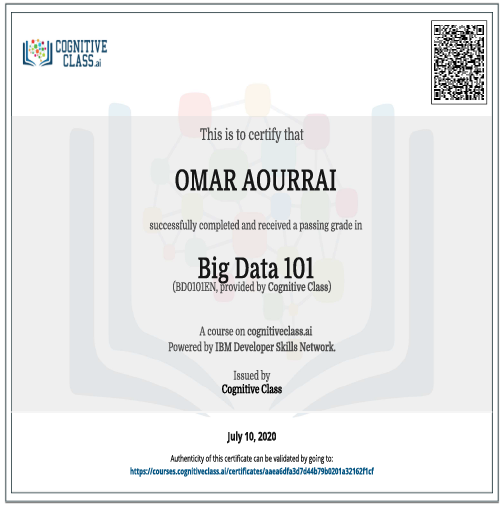 COGNITIVE
CLASS.ai
This is to certify that
OMAR AOURRAI
successfully completed and received a passing grade in
Big Data 101
(BD0101EN, provided by Cognitive Class)
A course on cognitiveclass.ai
Powered by IBM Developer Skills Network.
Issued by
Cognitive Class
July 10, 2020
Authenticity of this certificate can be validated by going to:
https://courses.cognitiveclass.ai/certificates/aaea6dfa3d7d44b79b0201a32162f1cf